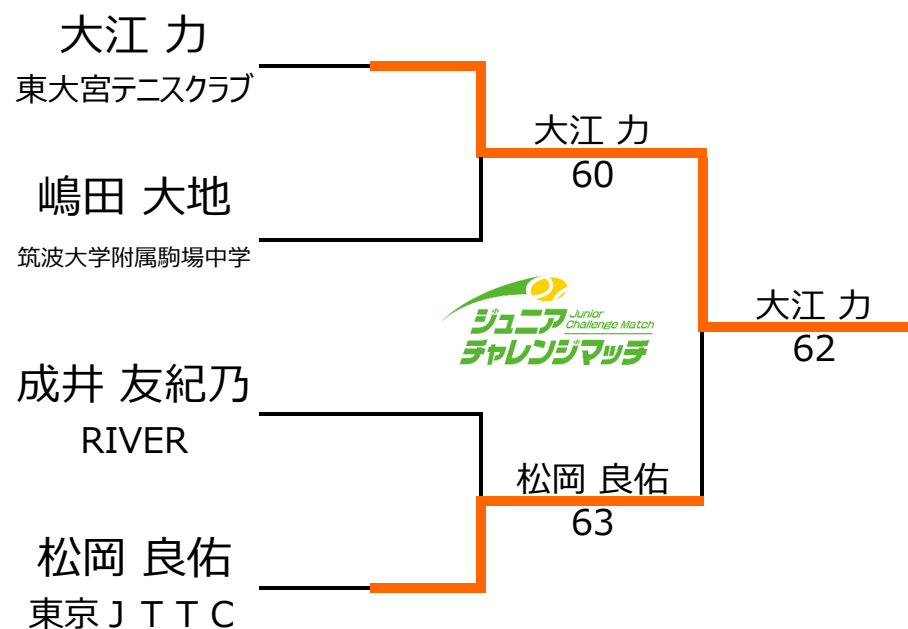 大江 力
東大宮テニスクラブ
大江 力
60
嶋田 大地
筑波大学附属駒場中学
ジュニア
Junior
Challenge Match
チャレンジマッチ
大江 力
62
成井 友紀乃
RIVER
松岡 良佑
63
松岡 良佑
東京ＪＴＴＣ